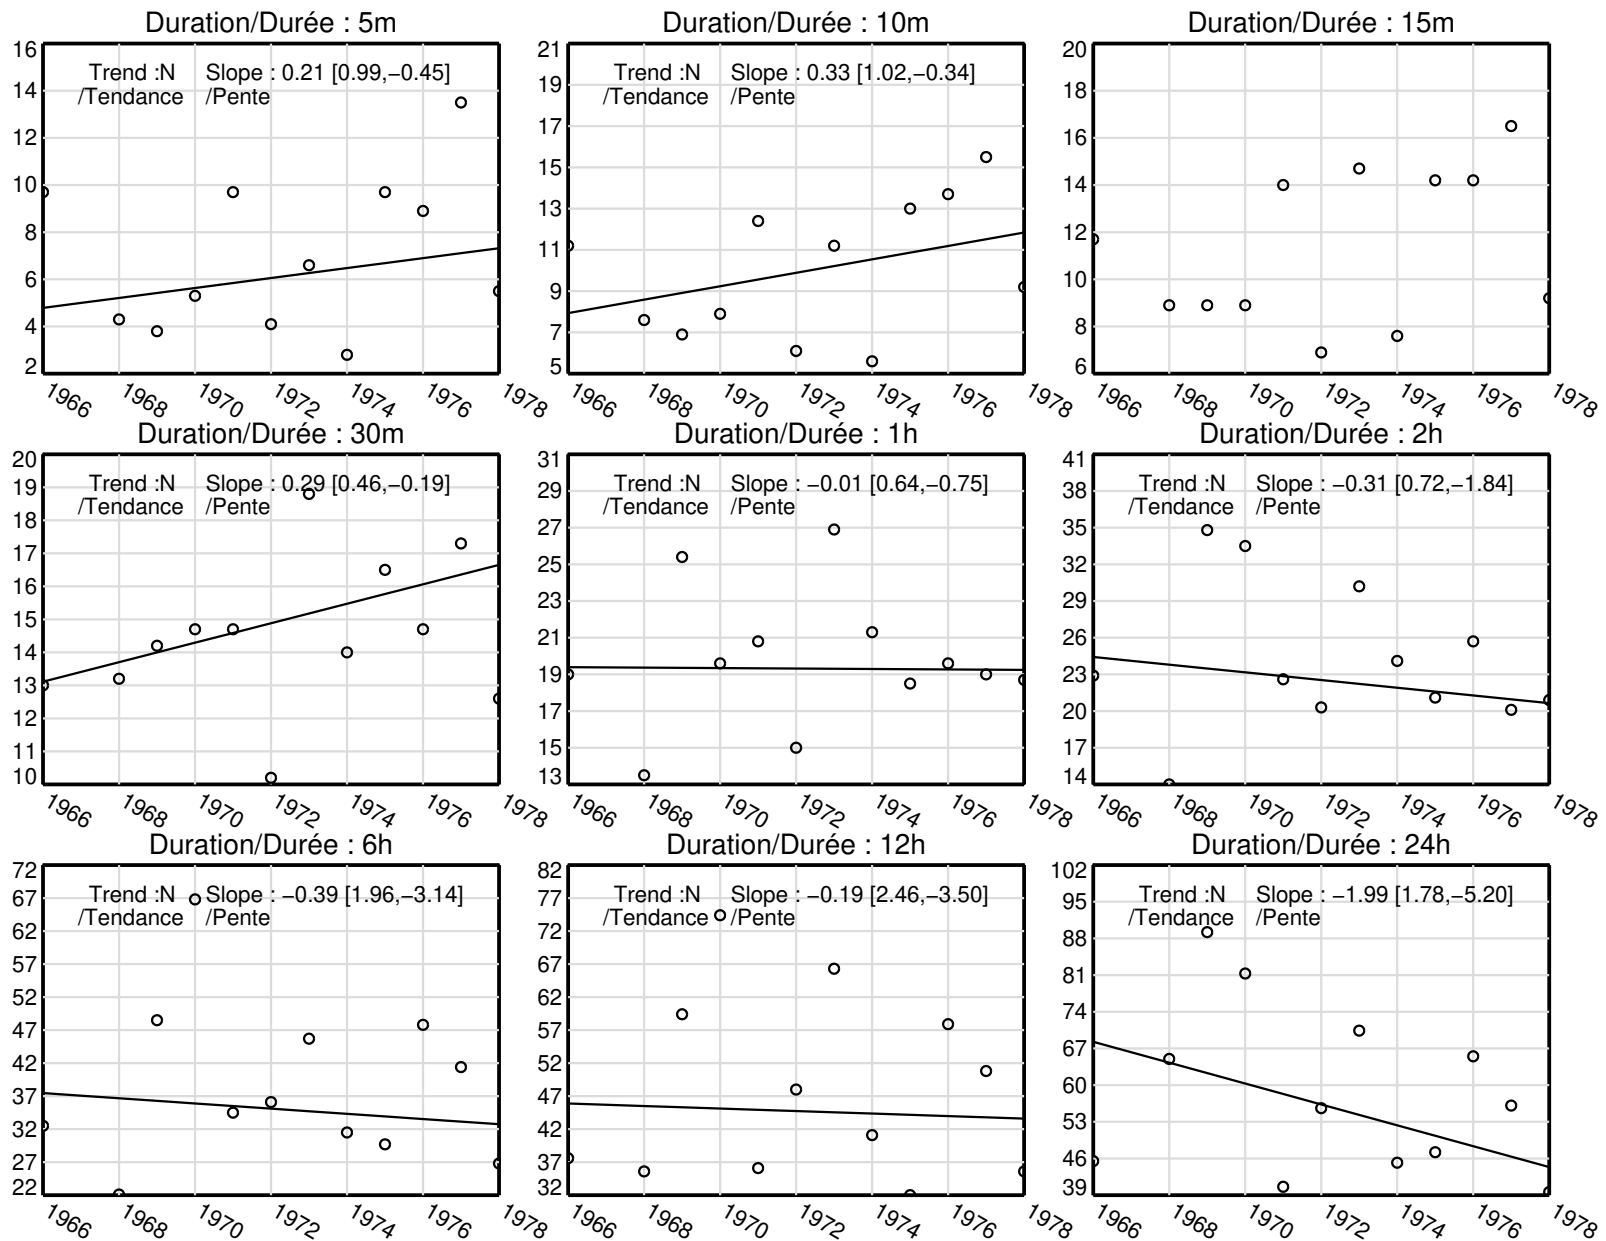 Duration/Durée : 5m
Trend :N Slope : 0.21 [0.99,−0.45]
/Tendance /Pente
16
14
12
10
8
6
4
2
1966 1968 1970 1972 1974 1976 1978
Duration/Durée : 10m
Trend :N Slope : 0.33 [1.02,−0.34]
/Tendance /Pente
21
19
17
15
13
11
9
7
5
1966 1968 1970 1972 1974 1976 1978
Duration/Durée : 15m
20
18
16
14
12
10
8
6
1966 1968 1970 1972 1974 1976 1978
Duration/Durée : 30m
Trend :N Slope : 0.29 [0.46,−0.19]
/Tendance /Pente
20
19
18
17
16
15
14
13
12
11
10
1966 1968 1970 1972 1974 1976 1978
Duration/Durée : 1h
Trend :N Slope : −0.01 [0.64,−0.75]
/Tendance /Pente
31
29
27
25
23
21
19
17
15
13
1966 1968 1970 1972 1974 1976 1978
Duration/Durée : 2h
Trend :N Slope : −0.31 [0.72,−1.84]
/Tendance /Pente
41
38
35
32
29
26
23
20
17
14
1966 1968 1970 1972 1974 1976 1978
Duration/Durée : 6h
Trend :N Slope : −0.39 [1.96,−3.14]
/Tendance /Pente
72
67
62
57
52
47
42
37
32
27
22
1966 1968 1970 1972 1974 1976 1978
Duration/Durée : 12h
Trend :N Slope : −0.19 [2.46,−3.50]
/Tendance /Pente
82
77
72
67
62
57
52
47
42
37
32
1966 1968 1970 1972 1974 1976 1978
Duration/Durée : 24h
Trend :N Slope : −1.99 [1.78,−5.20]
/Tendance /Pente
102
95
88
81
74
67
60
53
46
39
1966 1968 1970 1972 1974 1976 1978